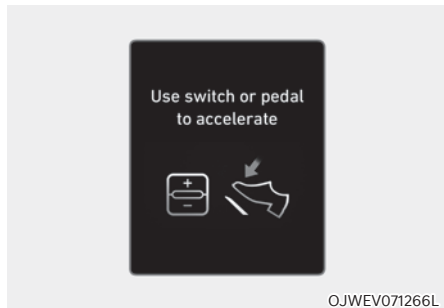 Use switch or pedal
to accelerate
+
−
OJWEV071266L